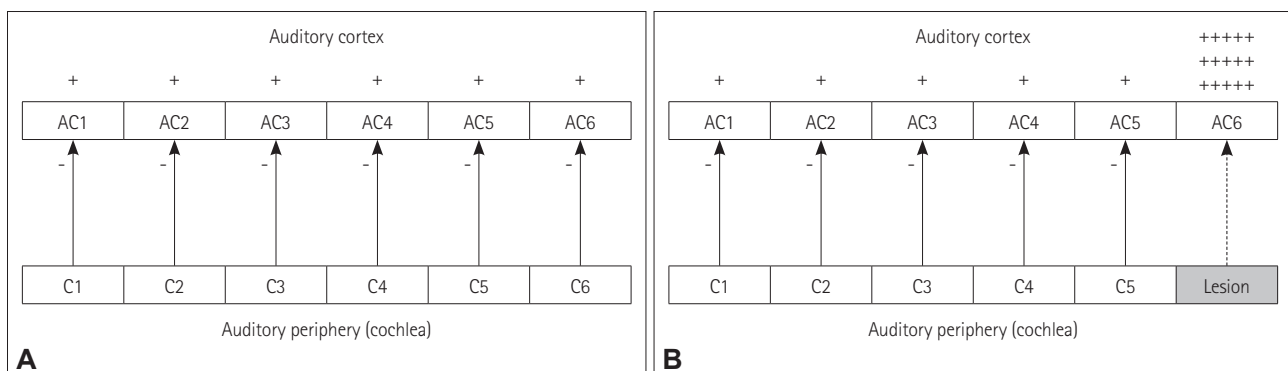 Auditory cortex
+ + + + + +
AC1 AC2 AC3 AC4 AC5 AC6
- - - - - -
C1 C2 C3 C4 C5 C6
Auditory periphery (cochlea)
A
Auditory cortex
+++++
+++++
+ + + + + +++++
AC1 AC2 AC3 AC4 AC5 AC6
- - - - -
C1 C2 C3 C4 C5 Lesion
Auditory periphery (cochlea)
B